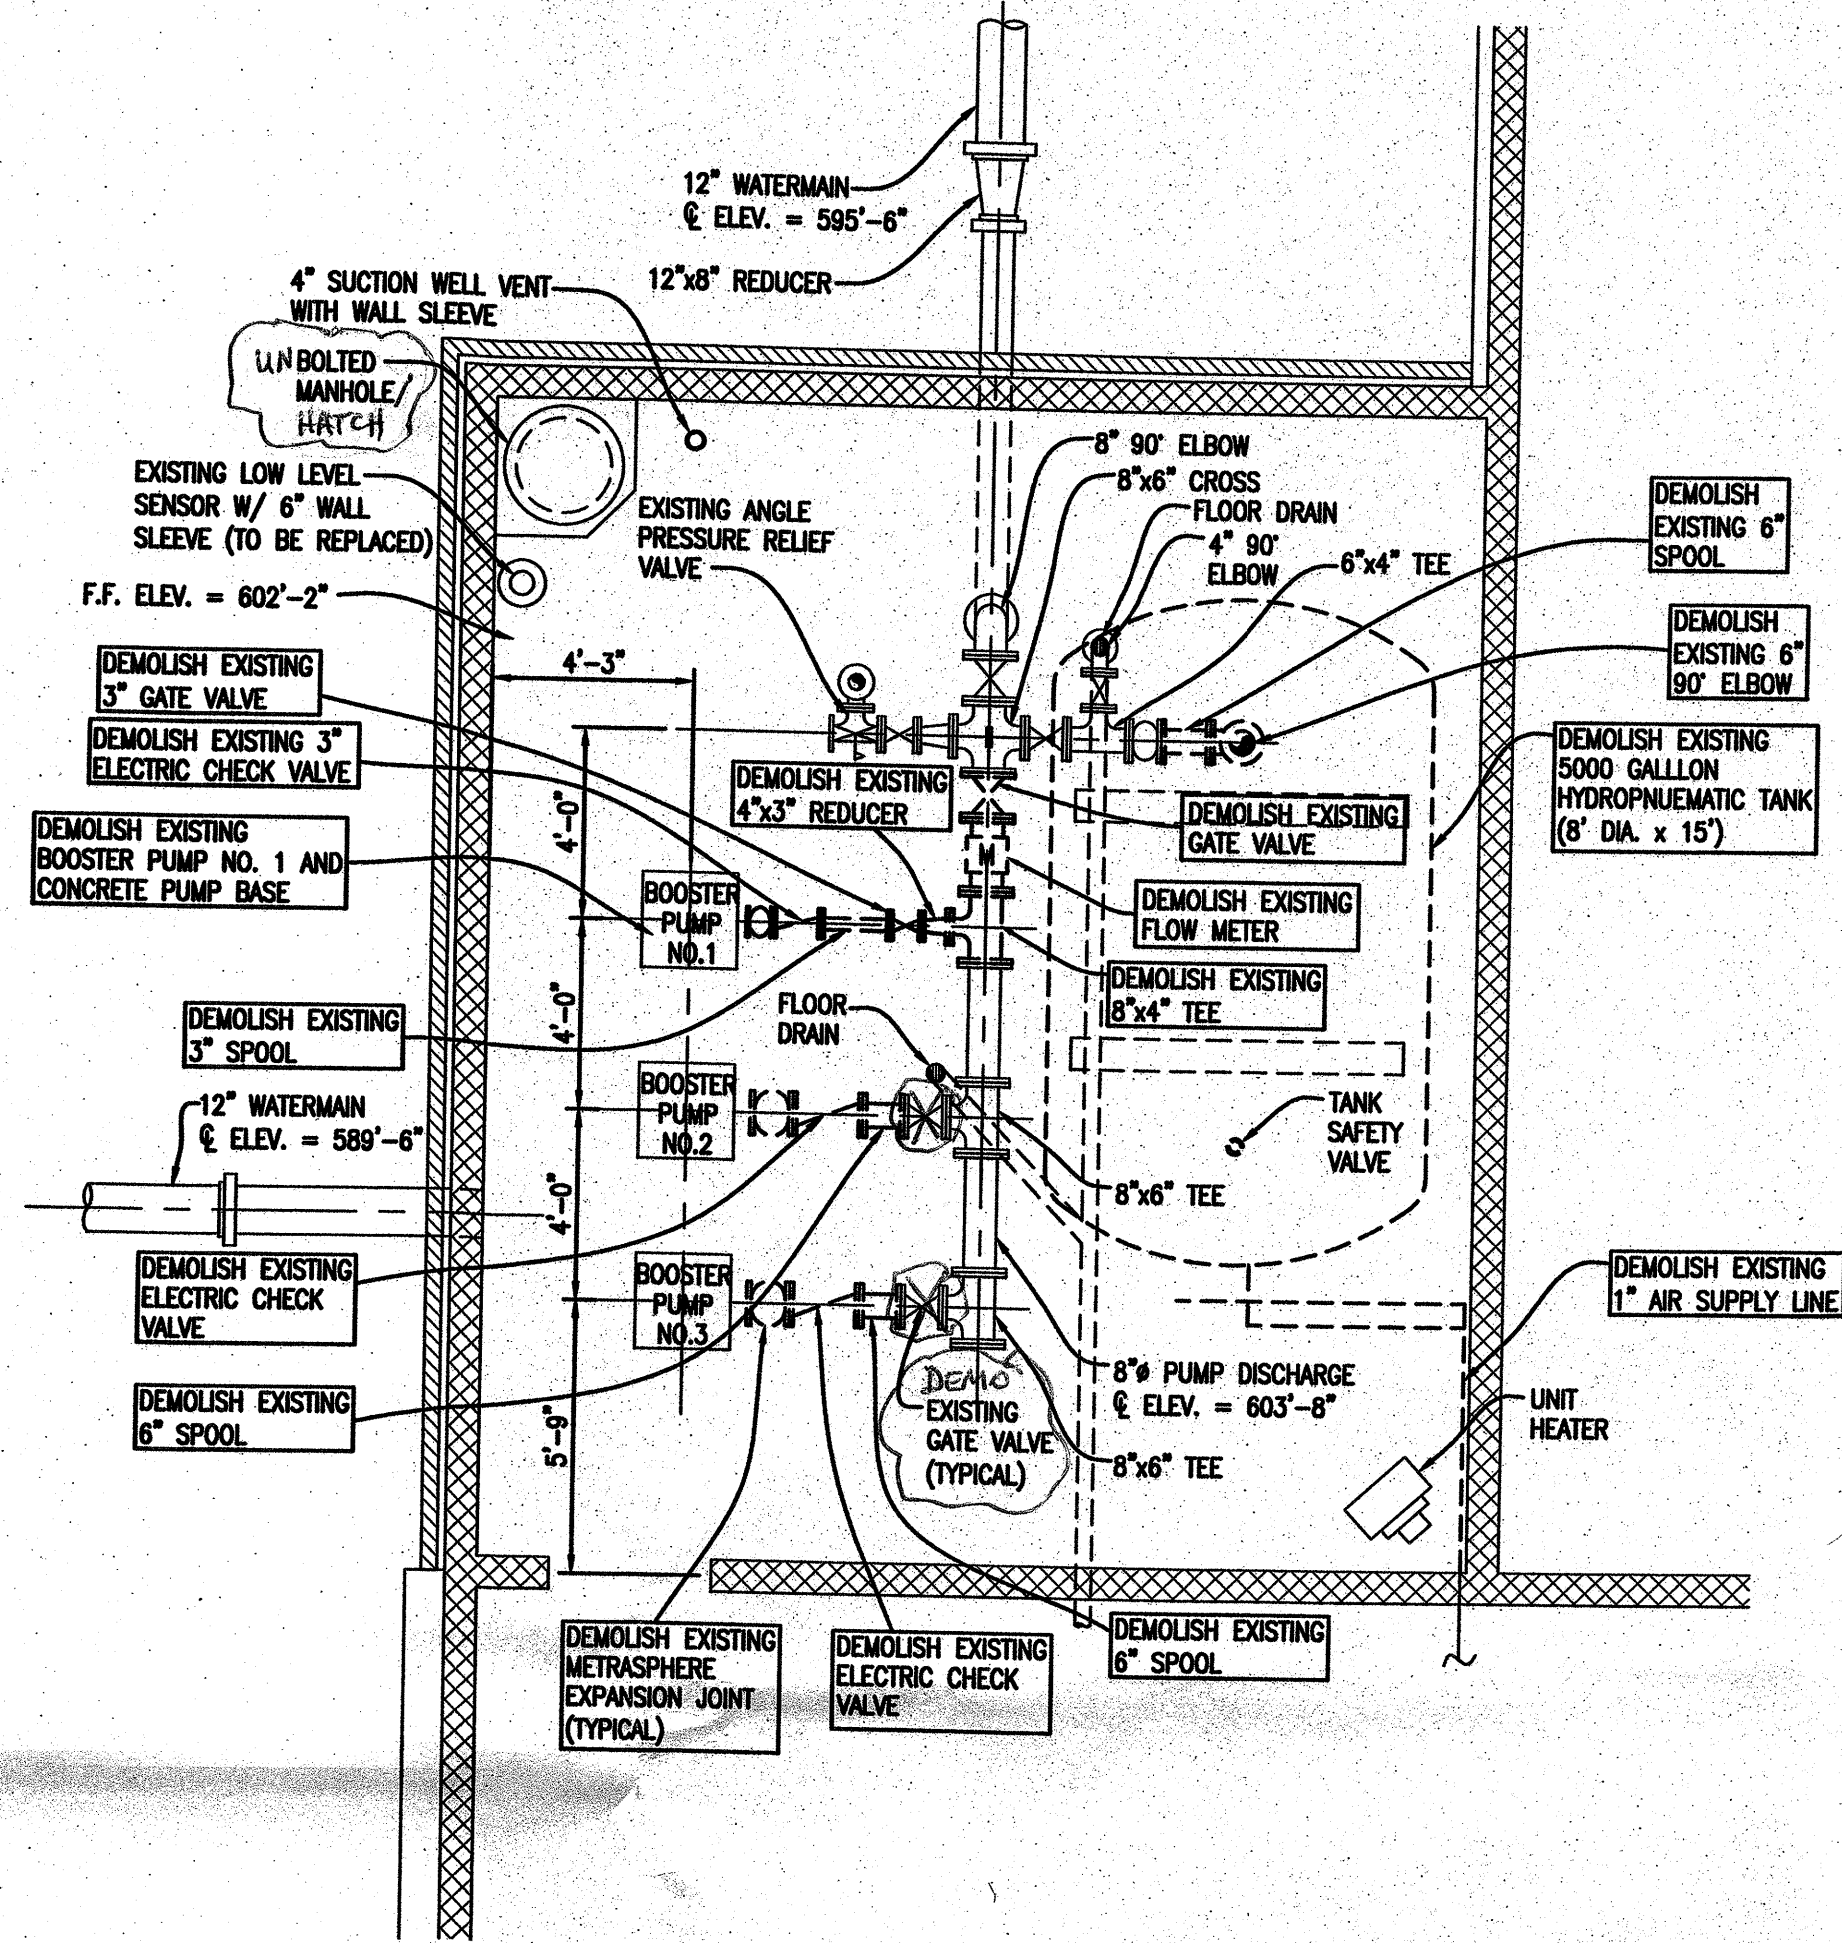 12" WATERMAIN
℄ ELEV. = 595'-6"
12"x8" REDUCER
4" SUCTION WELL VENT
WITH WALL SLEEVE
UNBOLTED
MANHOLE/
HATCH
EXISTING LOW LEVEL
SENSOR W/ 6" WALL
SLEEVE (TO BE REPLACED)
F.F. ELEV. = 602'-2"
EXISTING ANGLE
PRESSURE RELIEF
VALVE
8" 90° ELBOW
8"x6" CROSS
FLOOR DRAIN
4" 90°
ELBOW
6"x4" TEE
DEMOLISH
EXISTING 6"
SPOOL
DEMOLISH
EXISTING 6"
90° ELBOW
DEMOLISH EXISTING
5000 GALLLON
HYDROPNUEMATIC TANK
(8' DIA. x 15')
DEMOLISH EXISTING
3" GATE VALVE
DEMOLISH EXISTING 3"
ELECTRIC CHECK VALVE
DEMOLISH EXISTING
BOOSTER PUMP NO. 1 AND
CONCRETE PUMP BASE
4'-3"
4'-0"
4'-0"
4'-0"
5'-9"
DEMOLISH EXISTING
4"x3" REDUCER
DEMOLISH EXISTING
GATE VALVE
M
DEMOLISH EXISTING
FLOW METER
DEMOLISH EXISTING
8"x4" TEE
BOOSTER
PUMP
NO.1
DEMOLISH EXISTING
3" SPOOL
FLOOR
DRAIN
BOOSTER
PUMP
NO.2
12" WATERMAIN
℄ ELEV. = 589'-6"
TANK
SAFETY
VALVE
8"x6" TEE
DEMOLISH EXISTING
ELECTRIC CHECK
VALVE
BOOSTER
PUMP
NO.3
DEMOLISH EXISTING
1" AIR SUPPLY LINE
DEMOLISH EXISTING
6" SPOOL
DEMO
EXISTING
GATE VALVE
(TYPICAL)
8"ø PUMP DISCHARGE
℄ ELEV. = 603'-8"
8"x6" TEE
UNIT
HEATER
DEMOLISH EXISTING
METRASPHERE
EXPANSION JOINT
(TYPICAL)
DEMOLISH EXISTING
ELECTRIC CHECK
VALVE
DEMOLISH EXISTING
6" SPOOL